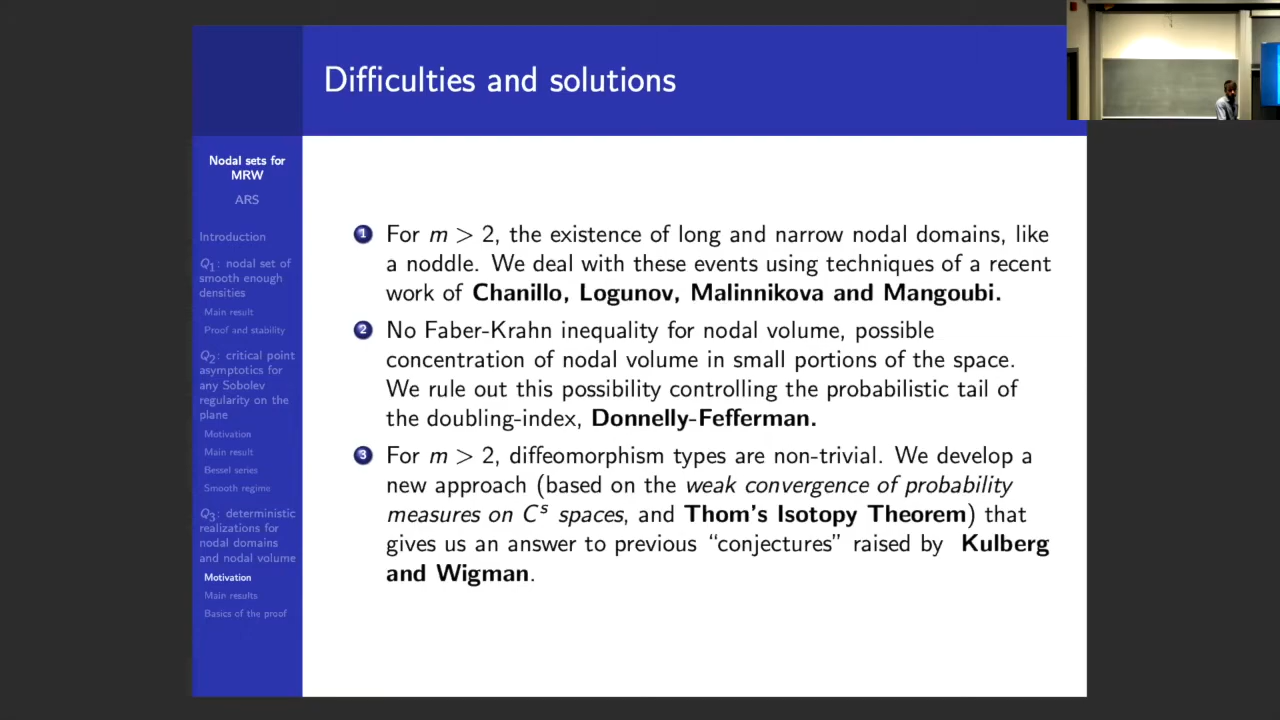 Difficulties and solutions
Nodal sets for
MRW
ARS
Introduction
Q1: nodal set of
smooth enough
densities
Main result
Proof and stability
Q2: critical point
asymptotics for
any Sobolev
regularity on the
plane
Motivation
Main result
Bessel series
Smooth regime
Q3: deterministic
realizations for
nodal domains
and nodal volume
Motivation
Main results
Basics of the proof
1 For m > 2, the existence of long and narrow nodal domains, like
a noddle. We deal with these events using techniques of a recent
work of Chanillo, Logunov, Malinnikova and Mangoubi.
2 No Faber-Krahn inequality for nodal volume, possible
concentration of nodal volume in small portions of the space.
We rule out this possibility controlling the probabilistic tail of
the doubling-index, Donnelly-Fefferman.
3 For m > 2, diffeomorphism types are non-trivial. We develop a
new approach (based on the weak convergence of probability
measures on Cˢ spaces, and Thom's Isotopy Theorem) that
gives us an answer to previous “conjectures” raised by Kulberg
and Wigman.